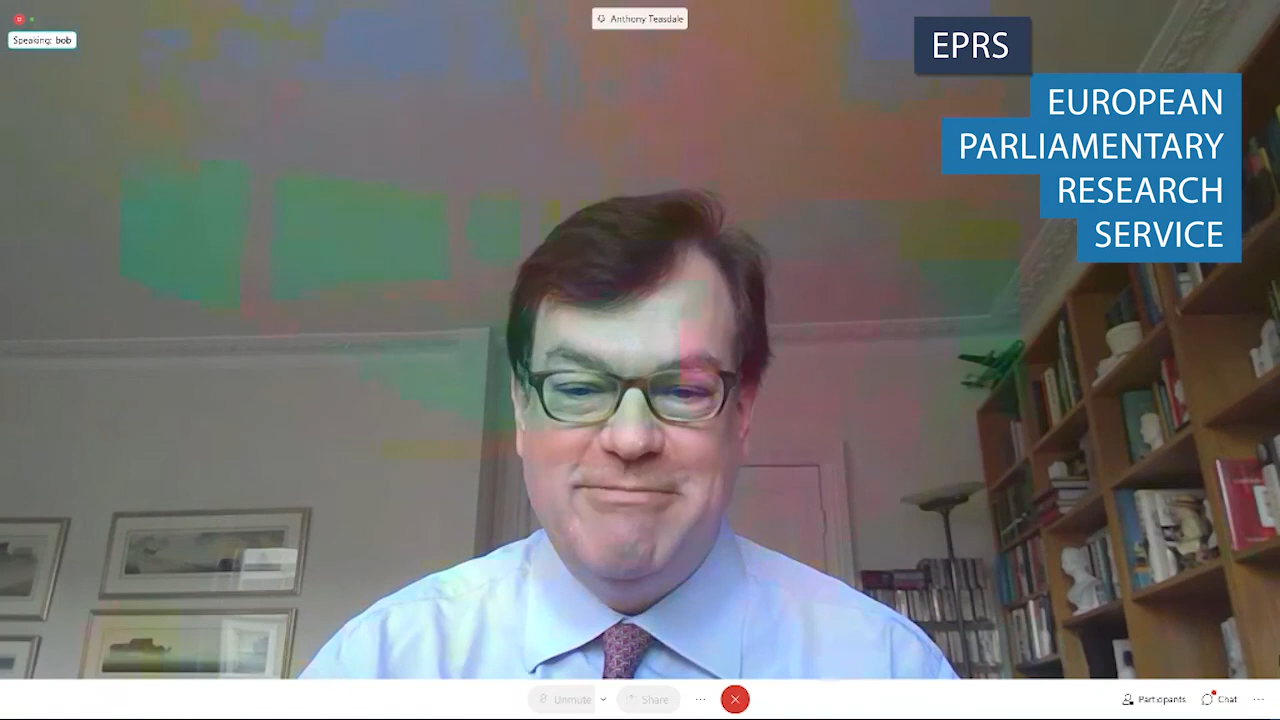 Anthony Teasdale
Speaking: bob
EPRS
EUROPEAN
PARLIAMENTARY
RESEARCH
SERVICE
Unmute
Share
Participants
Chat